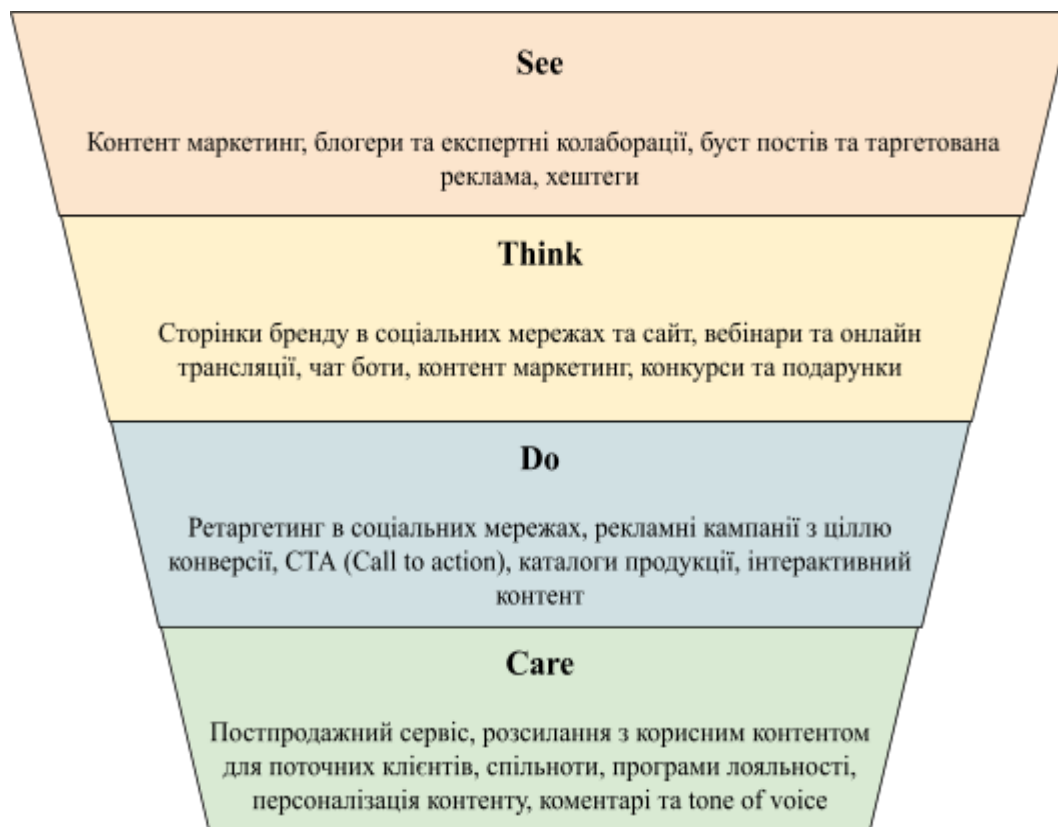 See
Контент маркетинг, блогери та експертні колаборації, буст постів та таргетована
реклама, хештеги
Think
Сторінки бренду в соціальних мережах та сайт, вебінари та онлайн
трансляції, чат боти, контент маркетинг, конкурси та подарунки
Do
Ретаргетинг в соціальних мережах, рекламні кампанії з ціллю
конверсії, CTA (Call to action), каталоги продукції, інтерактивний
контент
Care
Постпродажний сервіс, розсилання з корисним контентом
для поточних клієнтів, спільноти, програми лояльності,
персоналізація контенту, коментарі та tone of voice